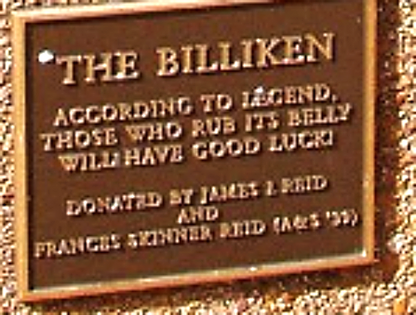 THE BILLIKEN
ACCORDING TO LEGEND,
THOSE WHO RUB ITS BELLY
WILL HAVE GOOD LUCK!
DONATED BY JAMES REID
AND
FRANCES SKINNER REID (A&S